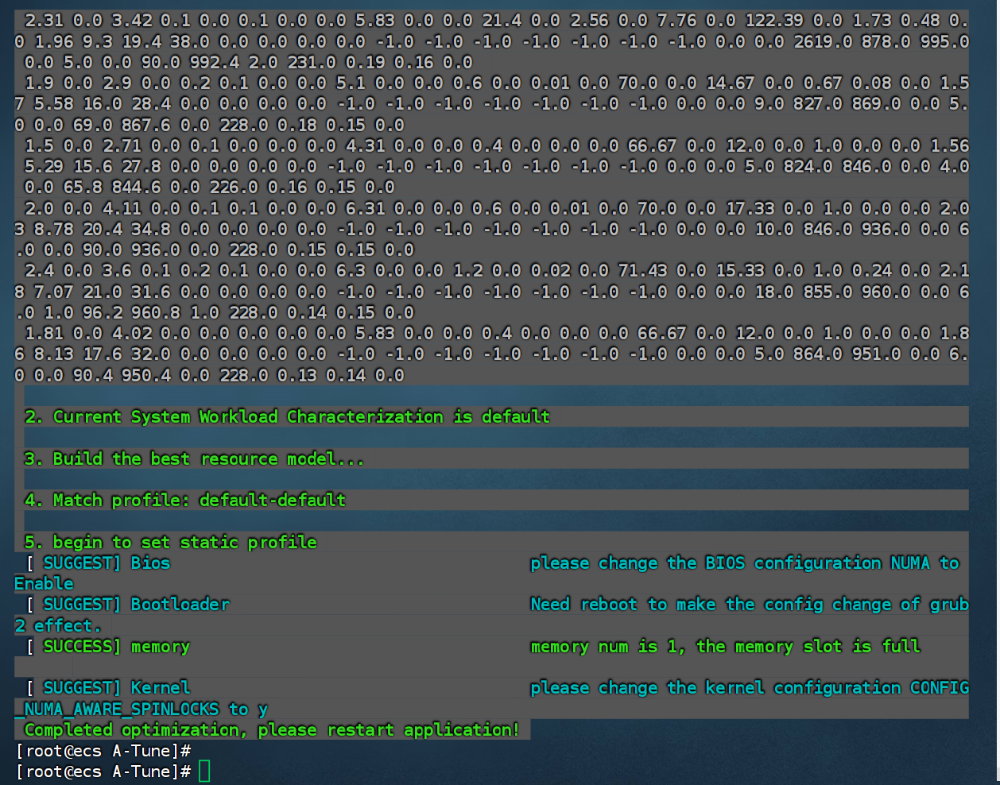 2.31 0.0 3.42 0.1 0.0 0.1 0.0 0.0 5.83 0.0 0.0 21.4 0.0 2.56 0.0 7.76 0.0 122.39 0.0 1.73 0.48 0.
0 1.96 9.3 19.4 38.0 0.0 0.0 0.0 0.0 0.0 -1.0 -1.0 -1.0 -1.0 -1.0 -1.0 -1.0 0.0 0.0 2619.0 878.0 995.0
0.0 5.0 0.0 90.0 992.4 2.0 231.0 0.19 0.16 0.0
1.9 0.0 2.9 0.0 0.2 0.1 0.0 0.0 5.1 0.0 0.0 0.6 0.0 0.01 0.0 70.0 0.0 14.67 0.0 0.67 0.08 0.0 1.5
7 5.58 16.0 28.4 0.0 0.0 0.0 0.0 0.0 -1.0 -1.0 -1.0 -1.0 -1.0 -1.0 -1.0 0.0 0.0 9.0 827.0 869.0 0.0 5.
0 0.0 69.0 867.6 0.0 228.0 0.18 0.15 0.0
1.5 0.0 2.71 0.0 0.1 0.0 0.0 0.0 4.31 0.0 0.0 0.4 0.0 0.0 0.0 66.67 0.0 12.0 0.0 1.0 0.0 0.0 1.56
5.29 15.6 27.8 0.0 0.0 0.0 0.0 0.0 -1.0 -1.0 -1.0 -1.0 -1.0 -1.0 -1.0 0.0 0.0 5.0 824.0 846.0 0.0 4.0
0.0 65.8 844.6 0.0 226.0 0.16 0.15 0.0
2.0 0.0 4.11 0.0 0.1 0.1 0.0 0.0 6.31 0.0 0.0 0.6 0.0 0.01 0.0 70.0 0.0 17.33 0.0 1.0 0.0 0.0 2.0
3 8.78 20.4 34.8 0.0 0.0 0.0 0.0 0.0 -1.0 -1.0 -1.0 -1.0 -1.0 -1.0 -1.0 0.0 0.0 10.0 846.0 936.0 0.0 6
.0 0.0 90.0 936.0 0.0 228.0 0.15 0.15 0.0
2.4 0.0 3.6 0.1 0.2 0.1 0.0 0.0 6.3 0.0 0.0 1.2 0.0 0.02 0.0 71.43 0.0 15.33 0.0 1.0 0.24 0.0 2.1
8 7.07 21.0 31.6 0.0 0.0 0.0 0.0 0.0 -1.0 -1.0 -1.0 -1.0 -1.0 -1.0 -1.0 0.0 0.0 18.0 855.0 960.0 0.0 6
.0 1.0 96.2 960.8 1.0 228.0 0.14 0.15 0.0
1.81 0.0 4.02 0.0 0.0 0.0 0.0 0.0 5.83 0.0 0.0 0.4 0.0 0.0 0.0 66.67 0.0 12.0 0.0 1.0 0.0 0.0 1.8
6 8.13 17.6 32.0 0.0 0.0 0.0 0.0 0.0 -1.0 -1.0 -1.0 -1.0 -1.0 -1.0 -1.0 0.0 0.0 5.0 864.0 951.0 0.0 6.
0 0.0 90.4 950.4 0.0 228.0 0.13 0.14 0.0
2. Current System Workload Characterization is default
3. Build the best resource model...
4. Match profile: default-default
5. begin to set static profile
[ SUGGEST] Bios please change the BIOS configuration NUMA to
Enable
[ SUGGEST] Bootloader Need reboot to make the config change of grub
2 effect.
[ SUCCESS] memory memory num is 1, the memory slot is full
[ SUGGEST] Kernel please change the kernel configuration CONFIG
_NUMA_AWARE_SPINLOCKS to y
Completed optimization, please restart application!
[root@ecs A-Tune]#
[root@ecs A-Tune]#